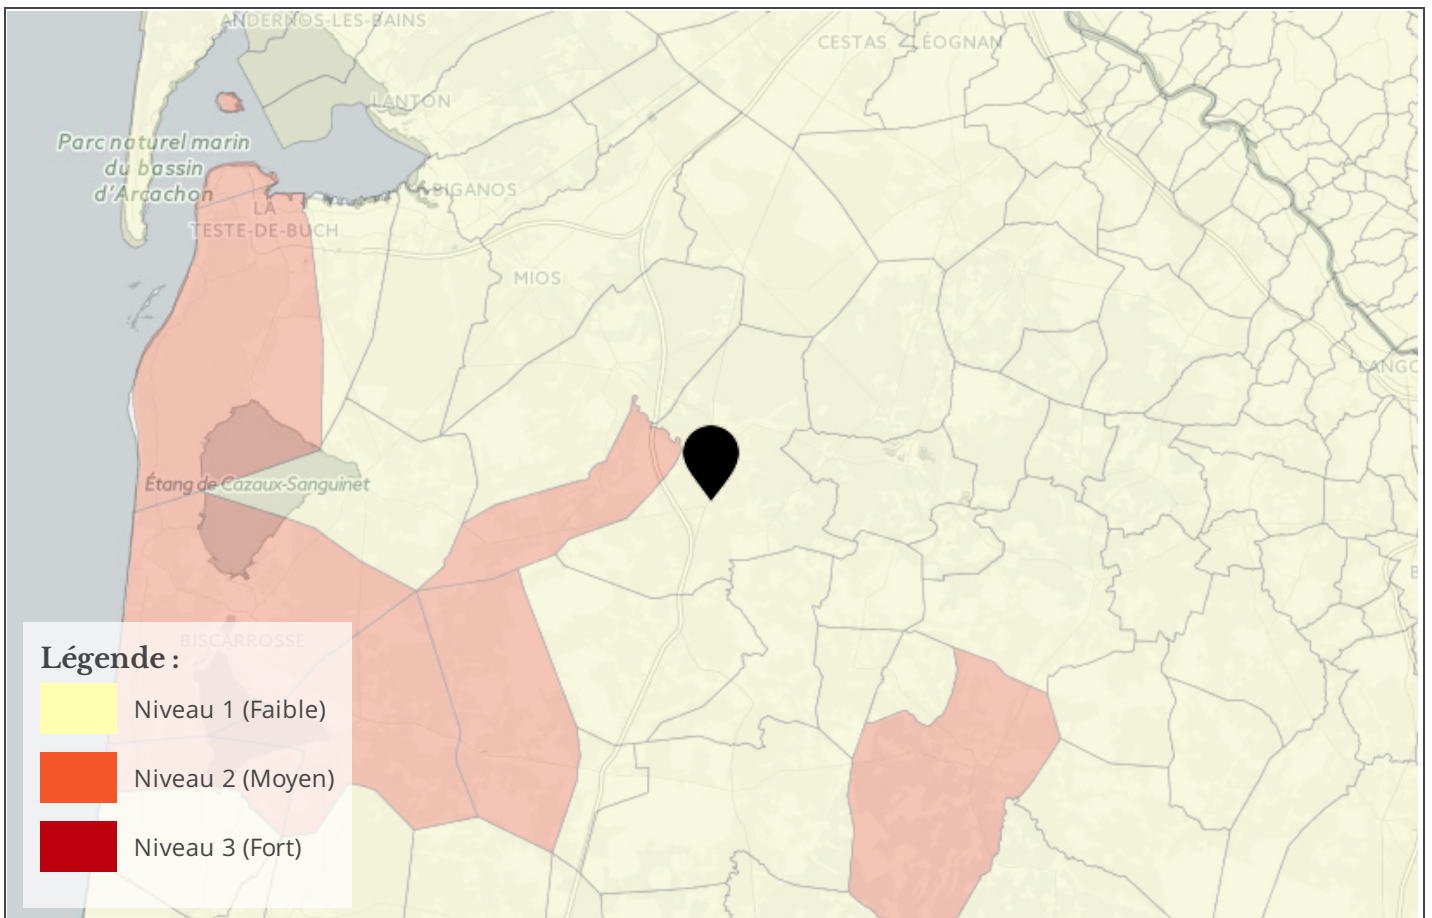 ANDERNOS-LES-BAINS
CESTAS
LÉOGNAN
LANTON
Parc naturel marin
du bassin
d'Arcachon
BIGANOS
LA
TESTE-DE-BUCH
MIOS
LANGO
Étang de Cazaux-Sanguinet
B
BISCARROSSE
Légende :
Niveau 1 (Faible)
Niveau 2 (Moyen)
Niveau 3 (Fort)